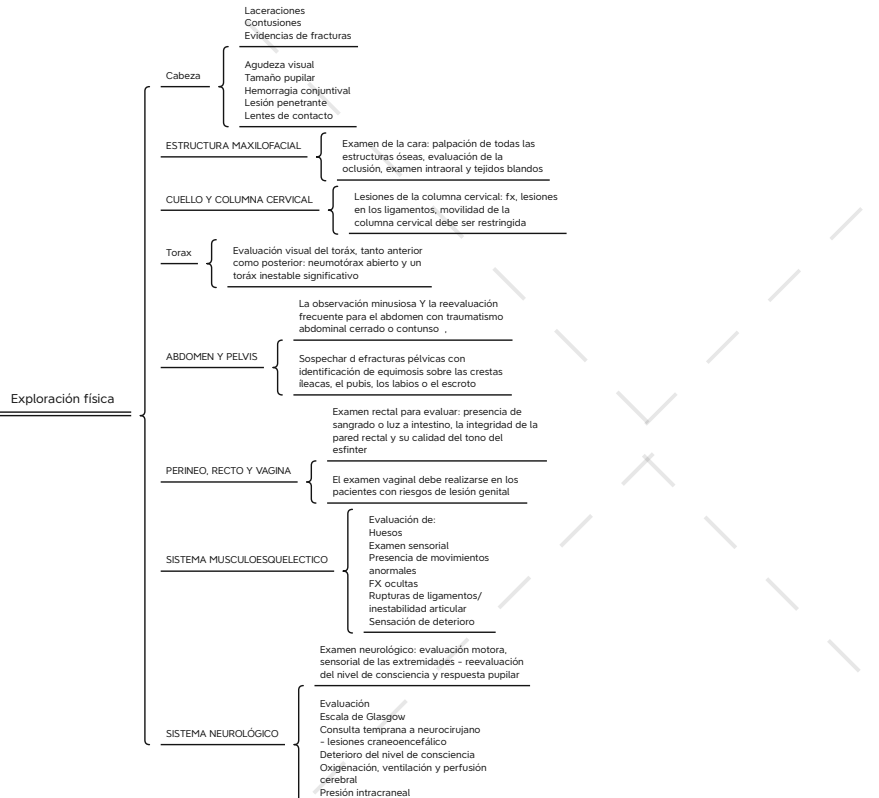 Laceraciones
Contusiones
Evidencias de fracturas
Cabeza
Agudeza visual
Tamaño pupilar
Hemorragia conjuntival
Lesión penetrante
Lentes de contacto
ESTRUCTURA MAXILOFACIAL
Examen de la cara: palpación de todas las
estructuras óseas, evaluación de la
oclusión, examen intraoral y tejidos blandos
CUELLO Y COLUMNA CERVICAL
Lesiones de la columna cervical: fx, lesiones
en los ligamentos, movilidad de la
columna cervical debe ser restringida
Torax
Evaluación visual del toráx, tanto anterior
como posterior: neumotórax abierto y un
toráx inestable significativo
La observación minusiosa Y la reevaluación
frecuente para el abdomen con traumatismo
abdominal cerrado o contunso ,
ABDOMEN Y PELVIS
Sospechar d efracturas pélvicas con
identificación de equimosis sobre las crestas
íleacas, el pubis, los labios o el escroto
Exploración física
Examen rectal para evaluar: presencia de
sangrado o luz a intestino, la integridad de la
pared rectal y su calidad del tono del
esfinter
PERINEO, RECTO Y VAGINA
El examen vaginal debe realizarse en los
pacientes con riesgos de lesión genital
SISTEMA MUSCULOESQUELECTICO
Evaluación de:
Huesos
Examen sensorial
Presencia de movimientos
anormales
FX ocultas
Rupturas de ligamentos/
inestabilidad articular
Sensación de deterioro
Examen neurológico: evaluación motora,
sensorial de las extremidades - reevaluación
del nivel de consciencia y respuesta pupilar
SISTEMA NEUROLÓGICO
Evaluación
Escala de Glasgow
Consulta temprana a neurocirujano
- lesiones craneoencefálico
Deterioro del nivel de consciencia
Oxigenación, ventilación y perfusión
cerebral
Presión intracraneal